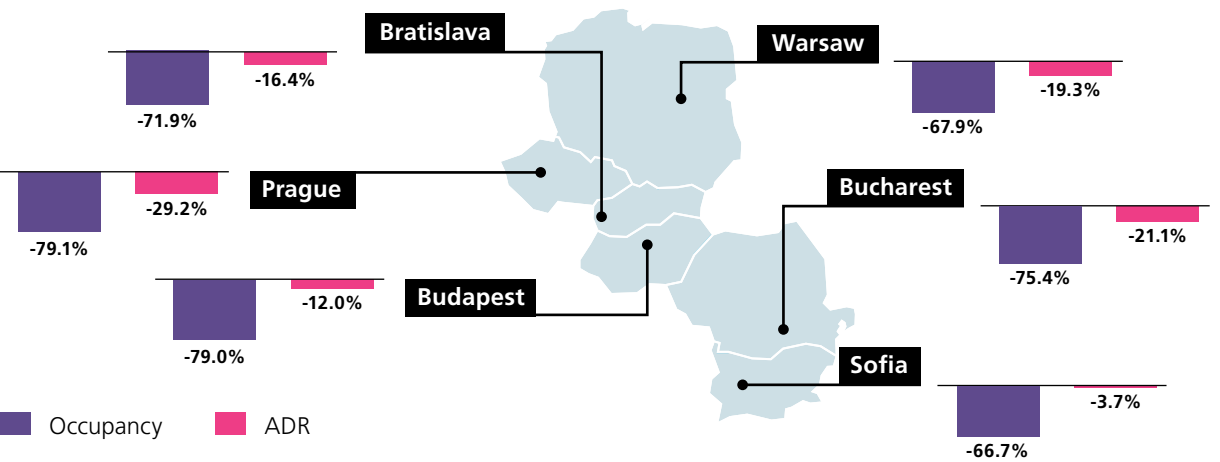 Bratislava
-71.9%
-16.4%
Warsaw
-67.9%
-19.3%
Prague
-79.1%
-29.2%
Bucharest
-75.4%
-21.1%
Budapest
-79.0%
-12.0%
Sofia
-66.7%
-3.7%
Occupancy
ADR